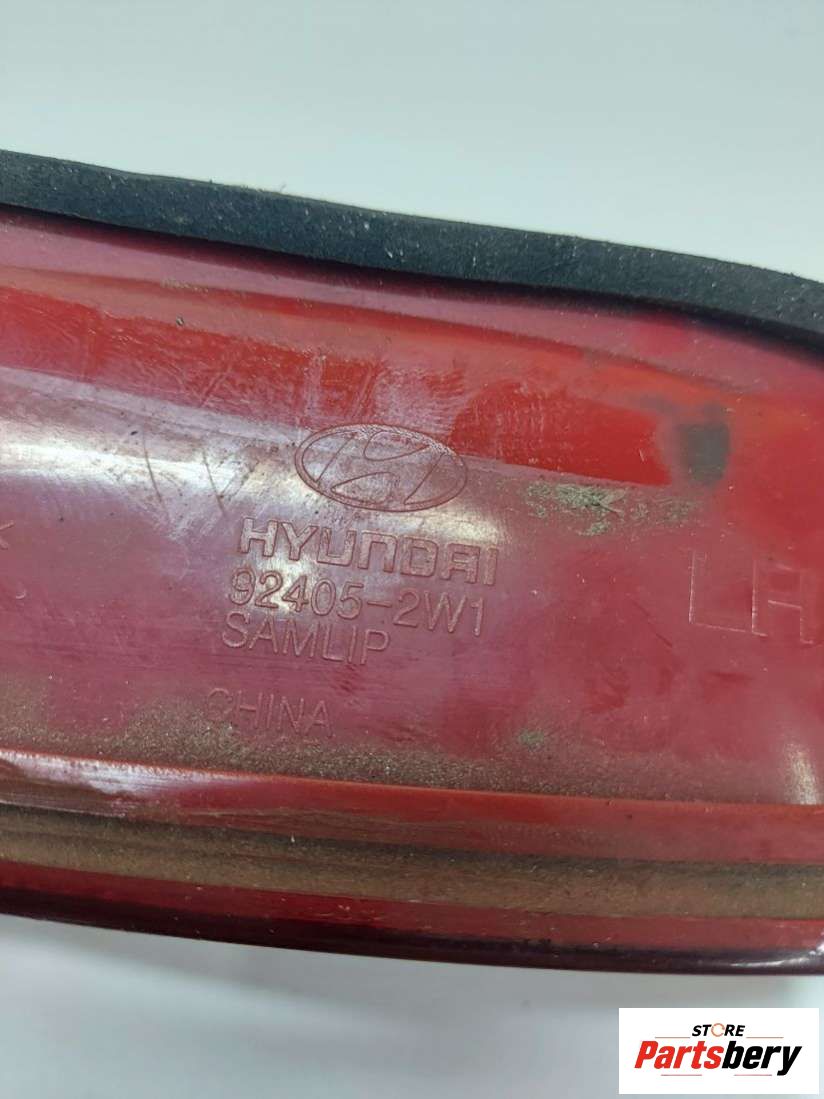 HYUNDAI
92405-2W1
LH
SAMLIP
CHINA
STORE
Partsbery